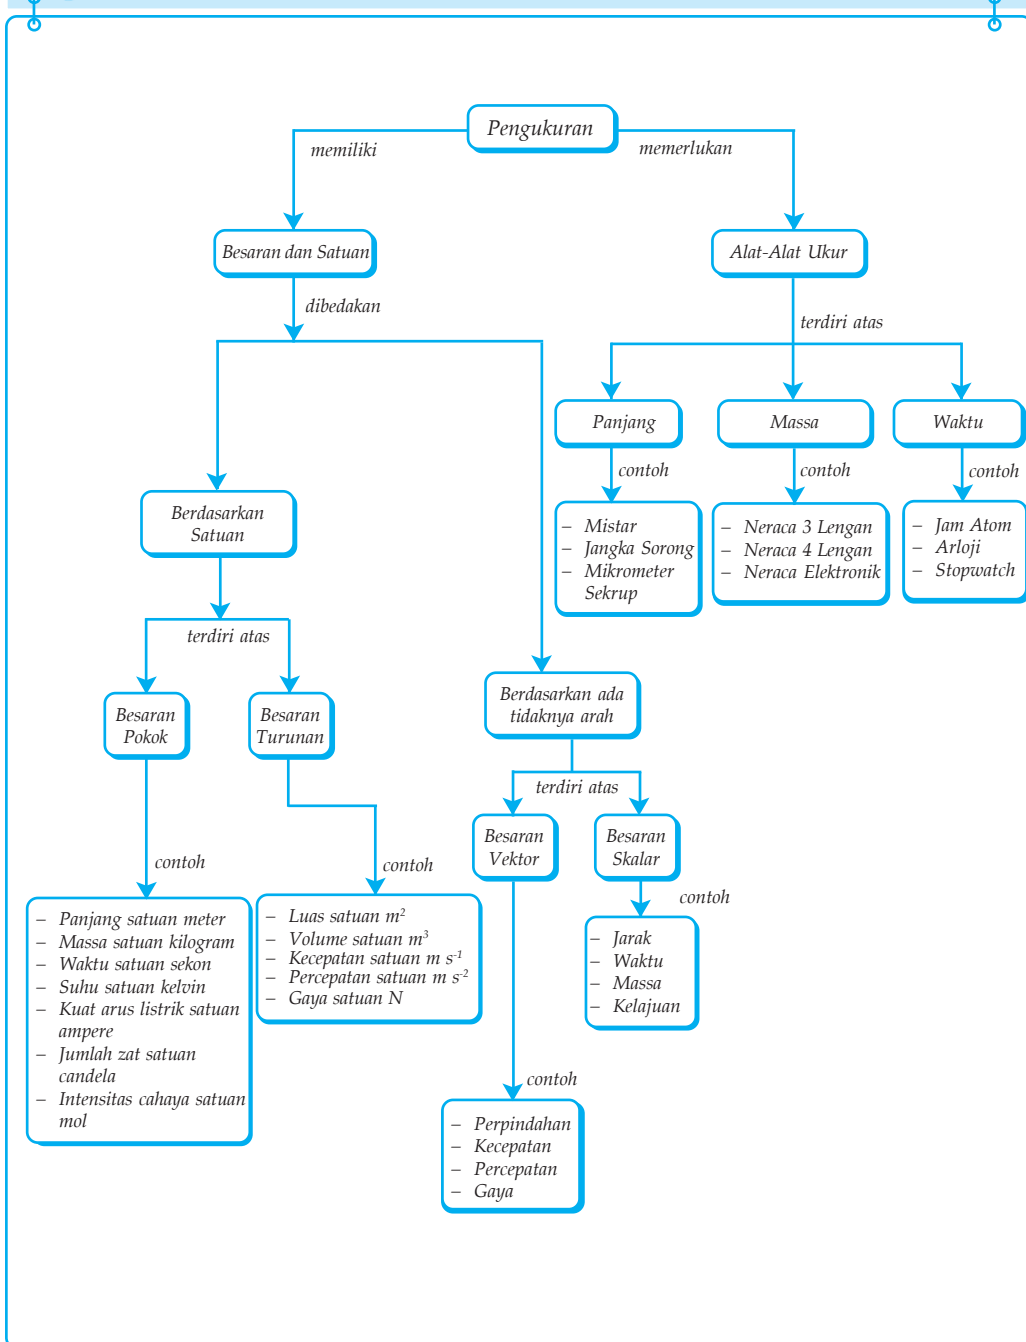 Pengukuran
memiliki
memerlukan
Besaran dan Satuan
Alat-Alat Ukur
dibedakan
terdiri atas
Panjang
Massa
Waktu
contoh
contoh
contoh
– Mistar
– Jangka Sorong
– Mikrometer
Sekrup
– Neraca 3 Lengan
– Neraca 4 Lengan
– Neraca Elektronik
– Jam Atom
– Arloji
– Stopwatch
Berdasarkan
Satuan
terdiri atas
Besaran
Pokok
Besaran
Turunan
Berdasarkan ada
tidaknya arah
terdiri atas
Besaran
Vektor
Besaran
Skalar
contoh
contoh
contoh
– Panjang satuan meter
– Massa satuan kilogram
– Waktu satuan sekon
– Suhu satuan kelvin
– Kuat arus listrik satuan
ampere
– Jumlah zat satuan
candela
– Intensitas cahaya satuan
mol
– Luas satuan m²
– Volume satuan m³
– Kecepatan satuan m s⁻¹
– Percepatan satuan m s⁻²
– Gaya satuan N
– Jarak
– Waktu
– Massa
– Kelajuan
contoh
– Perpindahan
– Kecepatan
– Percepatan
– Gaya